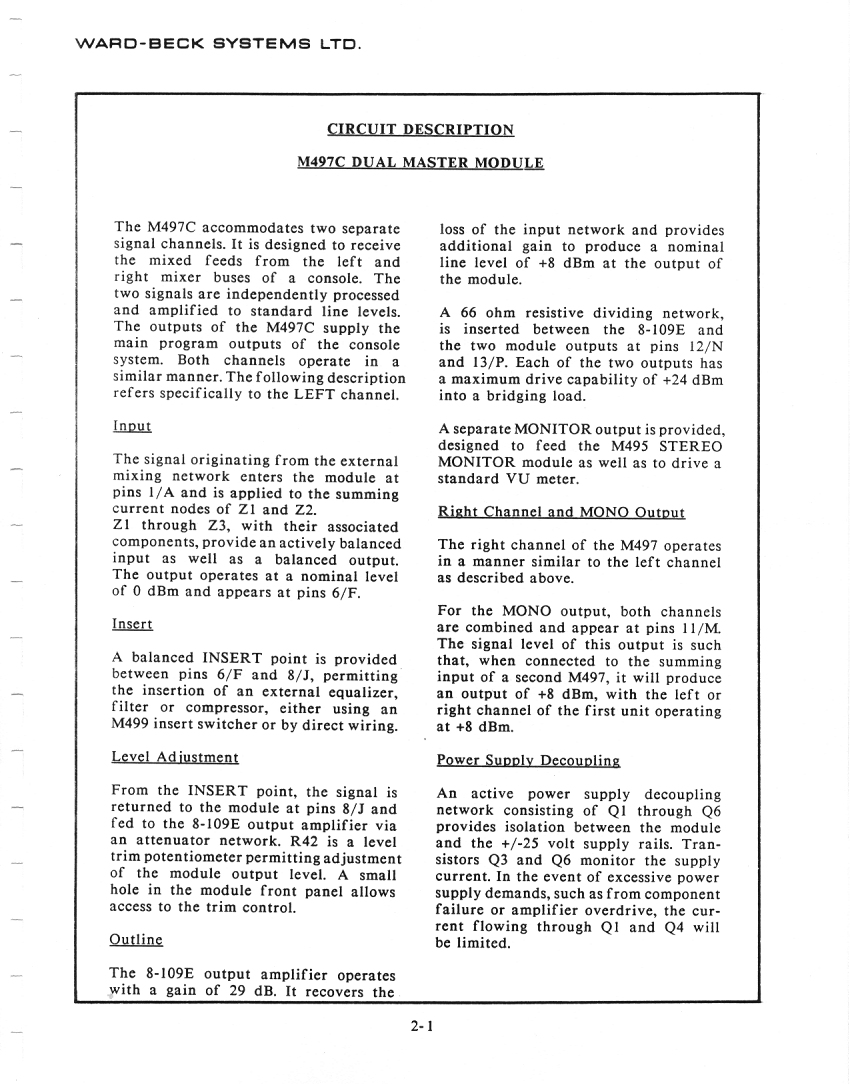 WARD-BECK SYSTEMS LTD.
CIRCUIT DESCRIPTION
M497C DUAL MASTER MODULE
The M497C accommodates two separate
signal channels. It is designed to receive
the mixed feeds from the left and
right mixer buses of a console. The
two signals are independently processed
and amplified to standard line levels.
The outputs of the M497C supply the
main program outputs of the console
system. Both channels operate in a
similar manner. The following description
refers specifically to the LEFT channel.
Input
The signal originating from the external
mixing network enters the module at
pins 1/A and is applied to the summing
current nodes of Z1 and Z2.
Z1 through Z3, with their associated
components, provide an actively balanced
input as well as a balanced output.
The output operates at a nominal level
of 0 dBm and appears at pins 6/F.
Insert
A balanced INSERT point is provided
between pins 6/F and 8/J, permitting
the insertion of an external equalizer,
filter or compressor, either using an
M499 insert switcher or by direct wiring.
Level Adjustment
From the INSERT point, the signal is
returned to the module at pins 8/J and
fed to the 8-109E output amplifier via
an attenuator network. R42 is a level
trim potentiometer permitting adjustment
of the module output level. A small
hole in the module front panel allows
access to the trim control.
Outline
The 8-109E output amplifier operates
with a gain of 29 dB. It recovers the
loss of the input network and provides
additional gain to produce a nominal
line level of +8 dBm at the output of
the module.
A 66 ohm resistive dividing network,
is inserted between the 8-109E and
the two module outputs at pins 12/N
and 13/P. Each of the two outputs has
a maximum drive capability of +24 dBm
into a bridging load.
A separate MONITOR output is provided,
designed to feed the M495 STEREO
MONITOR module as well as to drive a
standard VU meter.
Right Channel and MONO Output
The right channel of the M497 operates
in a manner similar to the left channel
as described above.
For the MONO output, both channels
are combined and appear at pins 11/M.
The signal level of this output is such
that, when connected to the summing
input of a second M497, it will produce
an output of +8 dBm, with the left or
right channel of the first unit operating
at +8 dBm.
Power Supply Decoupling
An active power supply decoupling
network consisting of Q1 through Q6
provides isolation between the module
and the +/-25 volt supply rails. Tran-
sistors Q3 and Q6 monitor the supply
current. In the event of excessive power
supply demands, such as from component
failure or amplifier overdrive, the cur-
rent flowing through Q1 and Q4 will
be limited.
2-1